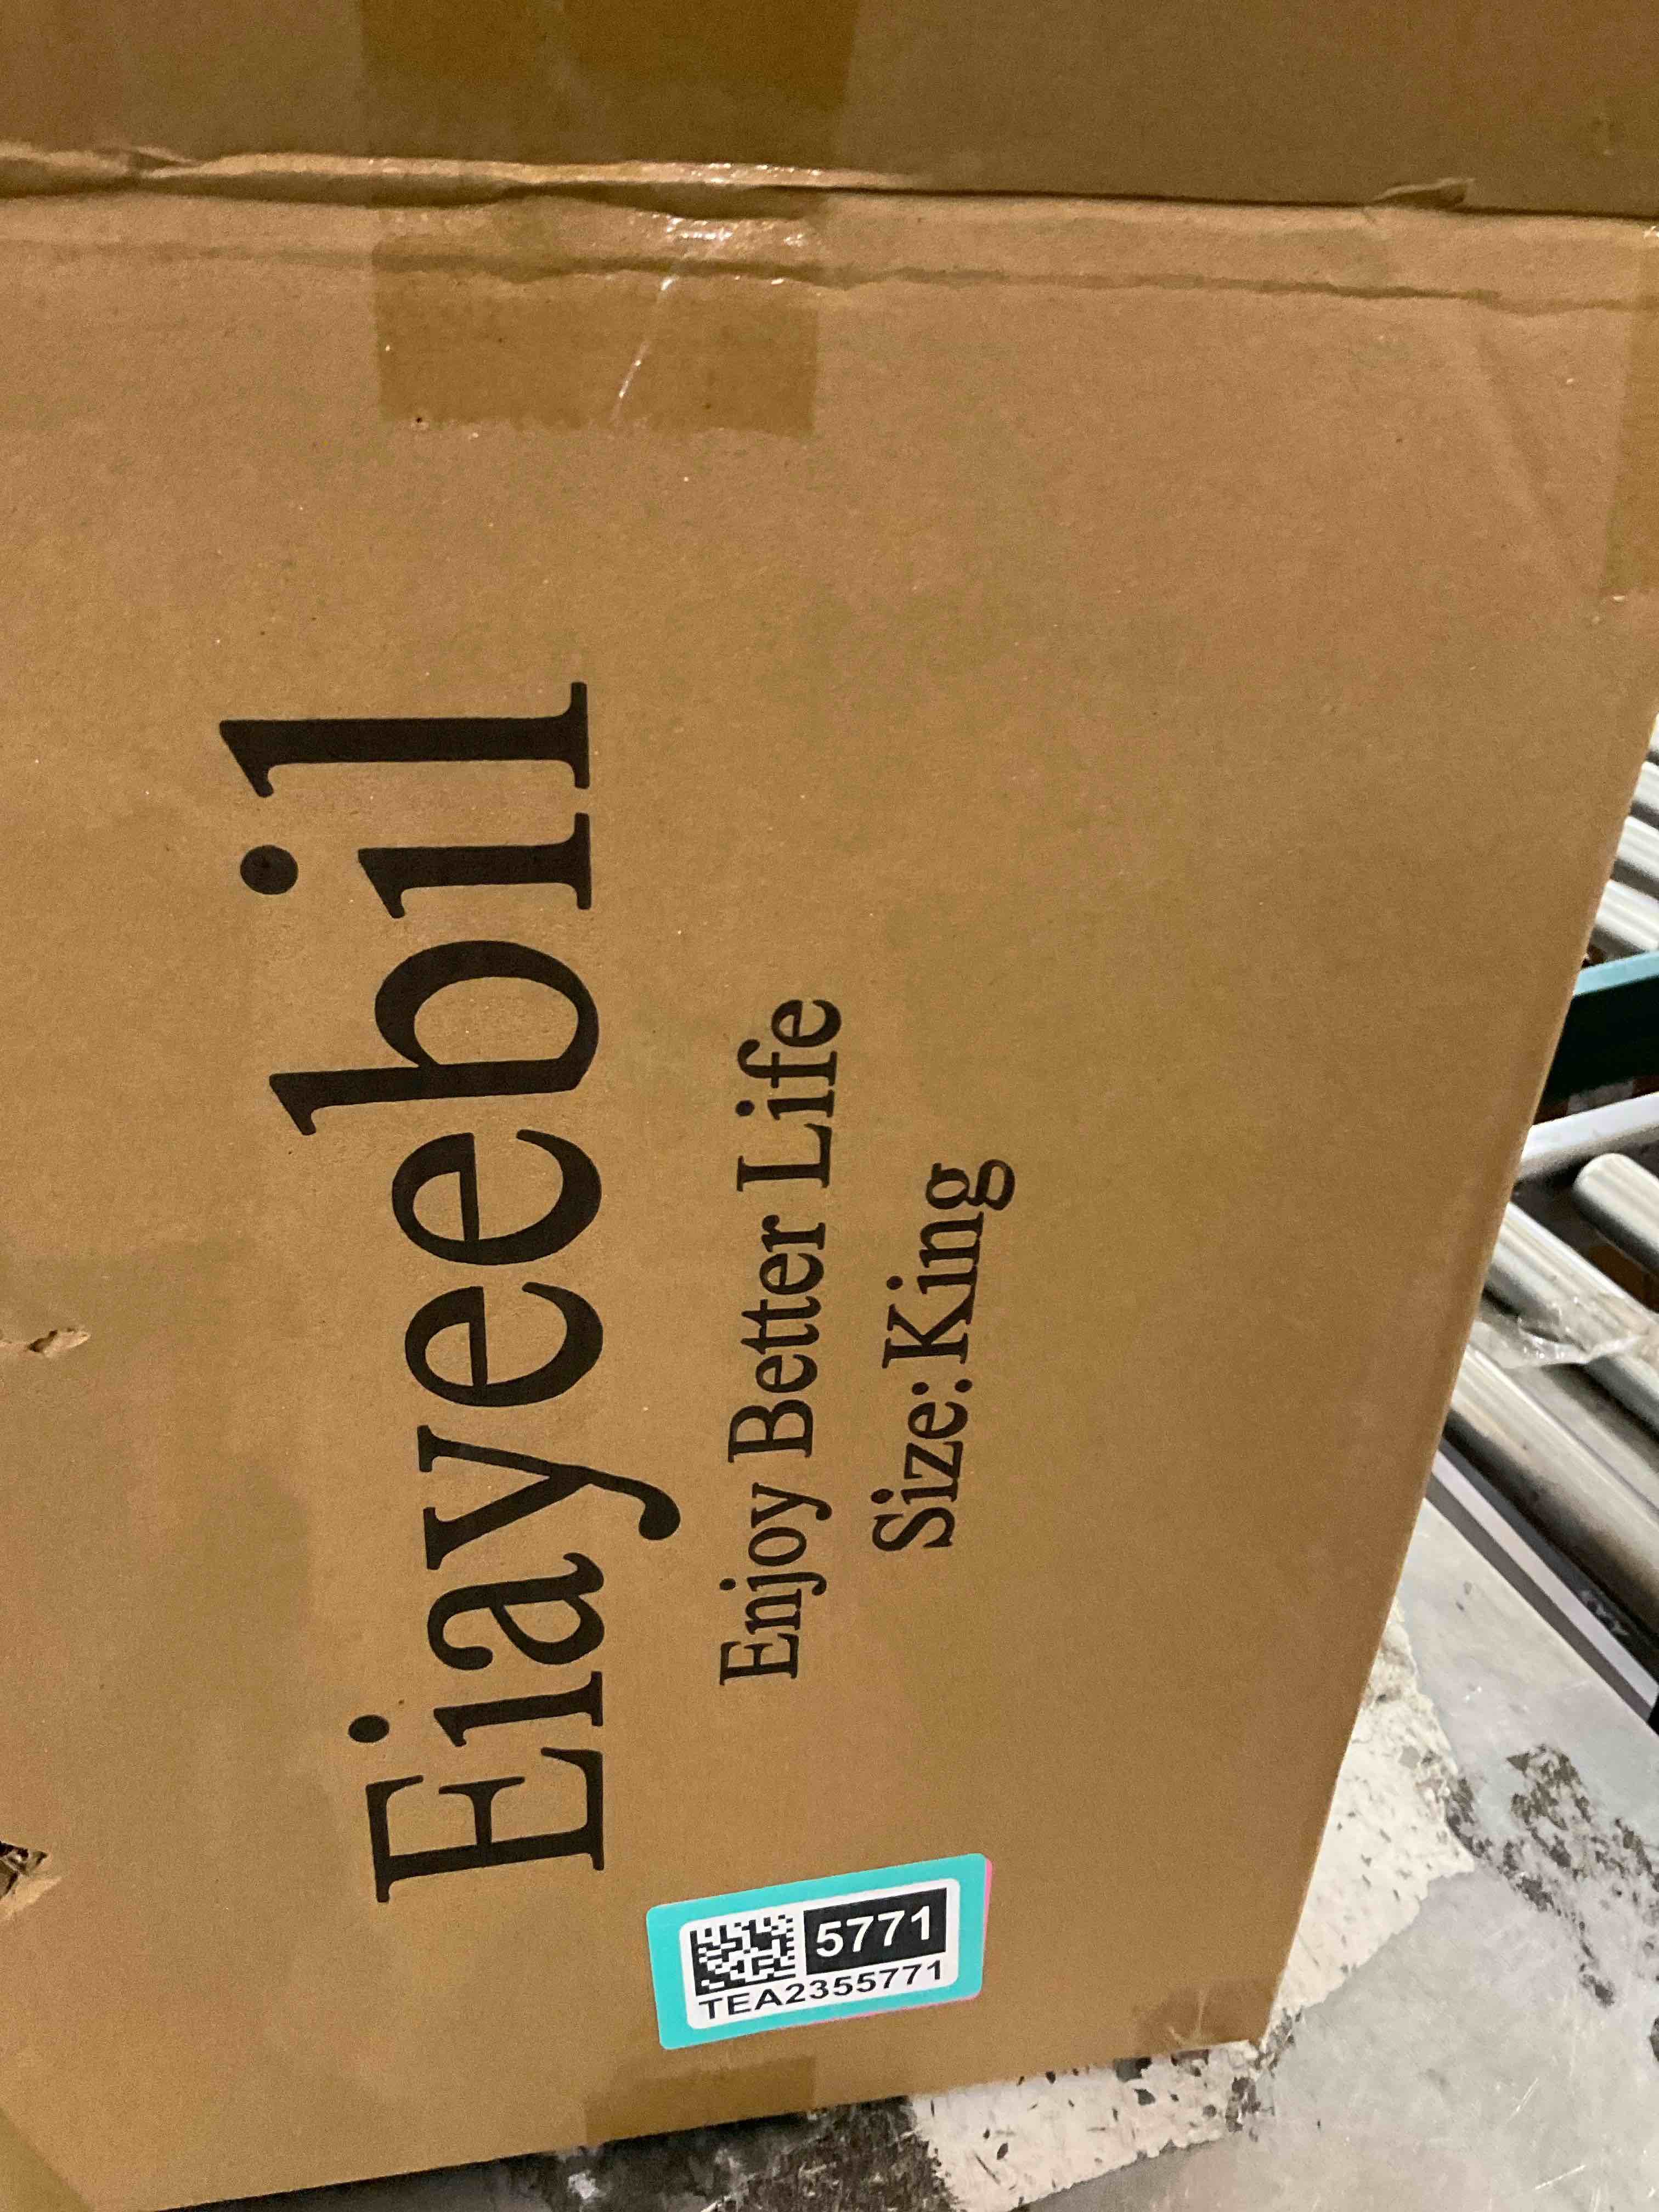 Eiayeebil
Enjoy Better Life
Size:King
5771
TEA2355771